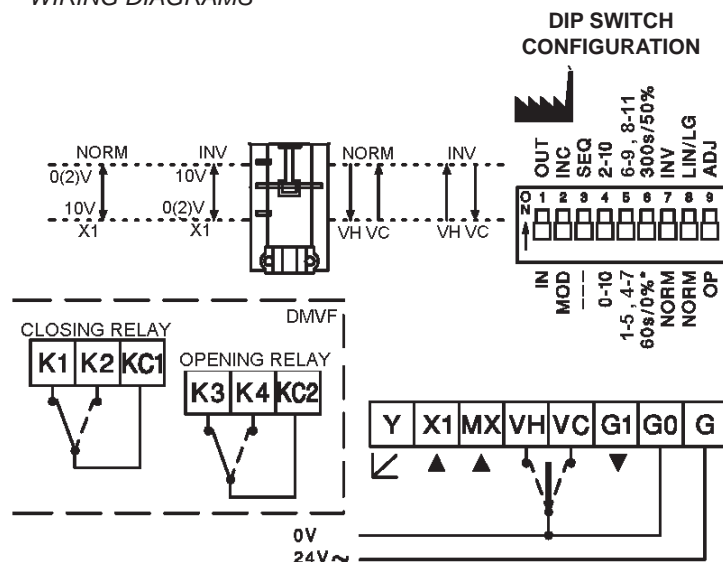 WIRING DIAGRAMS
DIP SWITCH
CONFIGURATION
NORM INV NORM INV
0(2)V 10V
10V 0(2)V
X1 X1 VH VC VH VC
OUT
INC
SEQ
2-10
6-9 , 8-11
300s/50%
INV
LIN/LG
ADJ
ON 1 2 3 4 5 6 7 8 9
IN
MOD
---
0-10
1-5 , 4-7
60s/0%*
NORM
NORM
OP
DMVF
CLOSING RELAY
K1 K2 KC1
OPENING RELAY
K3 K4 KC2
Y X1 MX VH VC G1 G0 G
0V
24V~